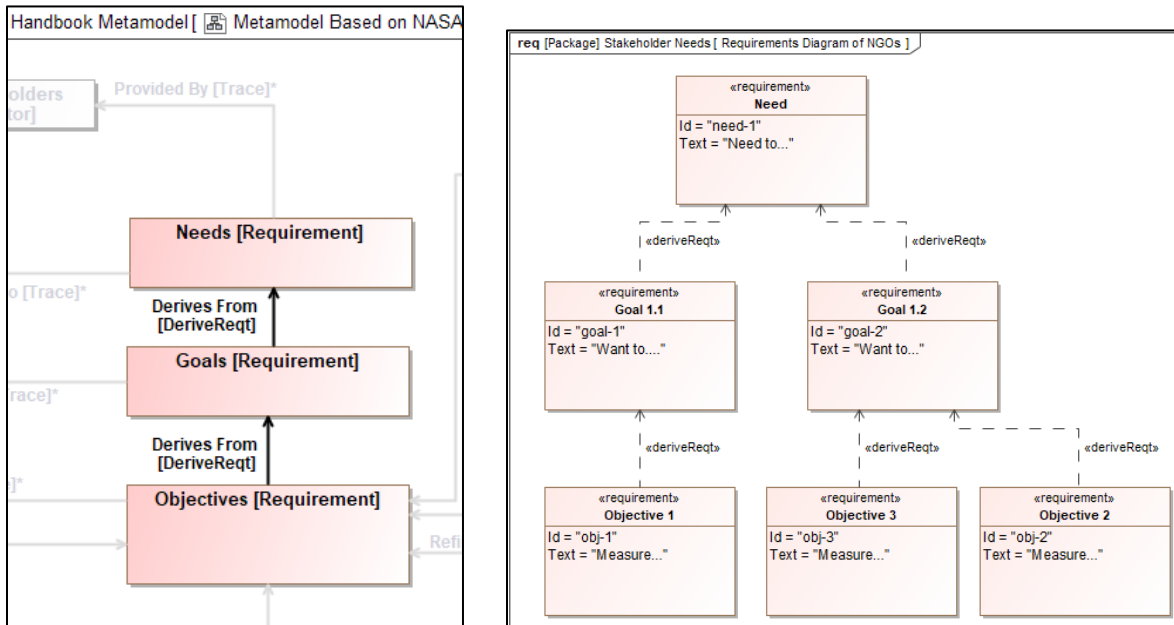 Handbook Metamodel [ Metamodel Based on NASA
olders
tor]
Provided By [Trace]*
Needs [Requirement]
o [Trace]*
Derives From
[DeriveReqt]
Goals [Requirement]
race]*
Derives From
[DeriveReqt]
]*
Objectives [Requirement]
Refi
req [Package] Stakeholder Needs [ Requirements Diagram of NGOs ]
«requirement»
Need
Id = "need-1"
Text = "Need to..."
«deriveReqt»
«deriveReqt»
«requirement»
Goal 1.1
Id = "goal-1"
Text = "Want to...."
«requirement»
Goal 1.2
Id = "goal-2"
Text = "Want to..."
«deriveReqt»
«deriveReqt»
«deriveReqt»
«requirement»
Objective 1
Id = "obj-1"
Text = "Measure..."
«requirement»
Objective 3
Id = "obj-3"
Text = "Measure..."
«requirement»
Objective 2
Id = "obj-2"
Text = "Measure..."